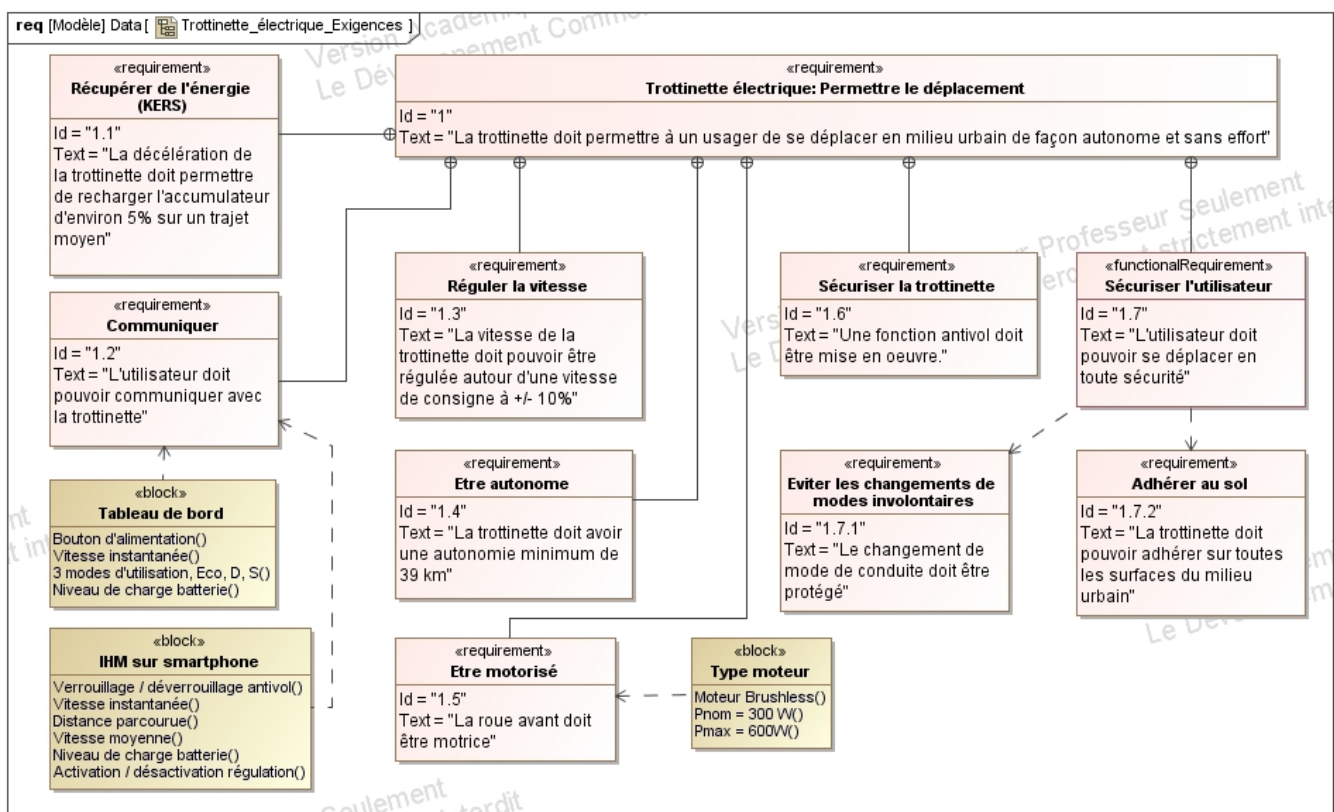 req [Modèle] Data [ Trottinette_électrique_Exigences ]
«requirement»
Récupérer de l'énergie
(KERS)
Id = "1.1"
Text = "La décélération de
la trottinette doit permettre
de recharger l'accumulateur
d'environ 5% sur un trajet
moyen"
«requirement»
Trottinette électrique: Permettre le déplacement
Id = "1"
Text = "La trottinette doit permettre à un usager de se déplacer en milieu urbain de façon autonome et sans effort"
«requirement»
Communiquer
Id = "1.2"
Text = "L'utilisateur doit
pouvoir communiquer avec
la trottinette"
«requirement»
Réguler la vitesse
Id = "1.3"
Text = "La vitesse de la
trottinette doit pouvoir être
régulée autour d'une vitesse
de consigne à +/- 10%"
«requirement»
Sécuriser la trottinette
Id = "1.6"
Text = "Une fonction antivol doit
être mise en oeuvre."
«functionalRequirement»
Sécuriser l'utilisateur
Id = "1.7"
Text = "L'utilisateur doit
pouvoir se déplacer en
toute sécurité"
«block»
Tableau de bord
Bouton d'alimentation()
Vitesse instantanée()
3 modes d'utilisation, Eco, D, S()
Niveau de charge batterie()
«requirement»
Etre autonome
Id = "1.4"
Text = "La trottinette doit avoir
une autonomie minimum de
39 km"
«requirement»
Eviter les changements de
modes involontaires
Id = "1.7.1"
Text = "Le changement de
mode de conduite doit être
protégé"
«requirement»
Adhérer au sol
Id = "1.7.2"
Text = "La trottinette doit
pouvoir adhérer sur toutes
les surfaces du milieu
urbain"
«block»
IHM sur smartphone
Verrouillage / déverrouillage antivol()
Vitesse instantanée()
Distance parcourue()
Vitesse moyenne()
Niveau de charge batterie()
Activation / désactivation régulation()
«requirement»
Etre motorisé
Id = "1.5"
Text = "La roue avant doit
être motrice"
«block»
Type moteur
Moteur Brushless()
Pnom = 300 W()
Pmax = 600W()
Version
Le
Professeur Seulement
strictement